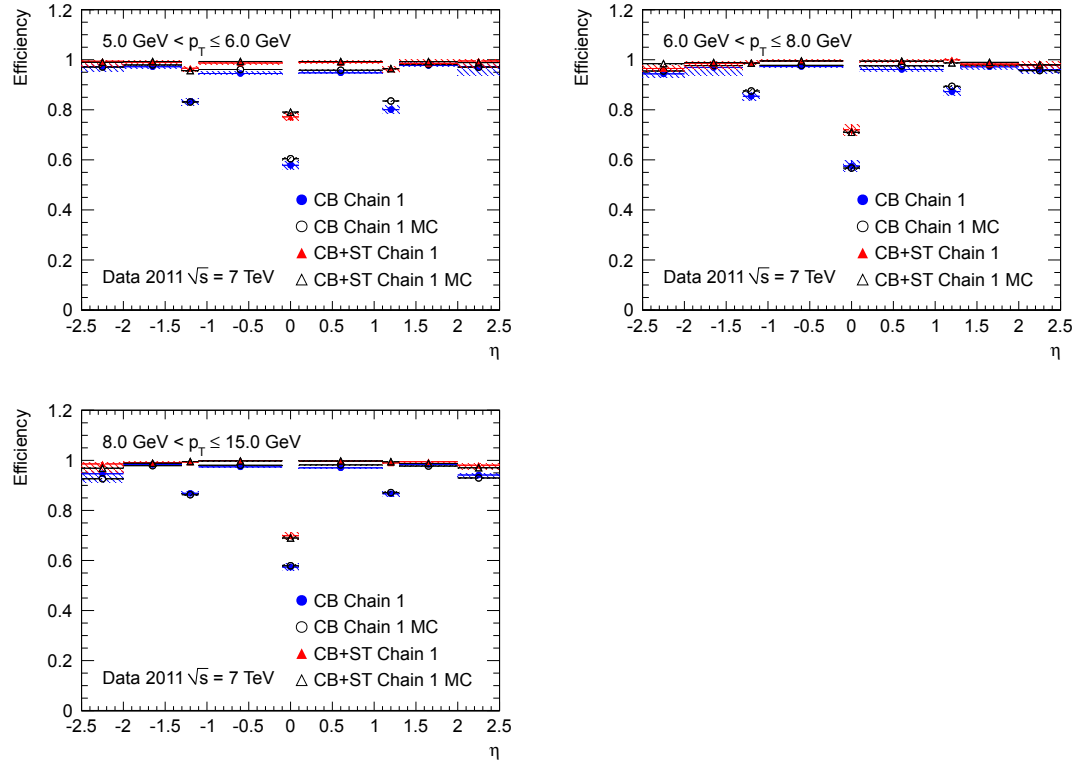 Efficiency
1.2
1
0.8
0.6
0.4
0.2
0
5.0 GeV < p_T ≤ 6.0 GeV
CB Chain 1
CB Chain 1 MC
CB+ST Chain 1
CB+ST Chain 1 MC
Data 2011 √s = 7 TeV
-2.5 -2 -1.5 -1 -0.5 0 0.5 1 1.5 2 2.5
η
Efficiency
1.2
1
0.8
0.6
0.4
0.2
0
6.0 GeV < p_T ≤ 8.0 GeV
CB Chain 1
CB Chain 1 MC
CB+ST Chain 1
CB+ST Chain 1 MC
Data 2011 √s = 7 TeV
-2.5 -2 -1.5 -1 -0.5 0 0.5 1 1.5 2 2.5
η
Efficiency
1.2
1
0.8
0.6
0.4
0.2
0
8.0 GeV < p_T ≤ 15.0 GeV
CB Chain 1
CB Chain 1 MC
CB+ST Chain 1
CB+ST Chain 1 MC
Data 2011 √s = 7 TeV
-2.5 -2 -1.5 -1 -0.5 0 0.5 1 1.5 2 2.5
η